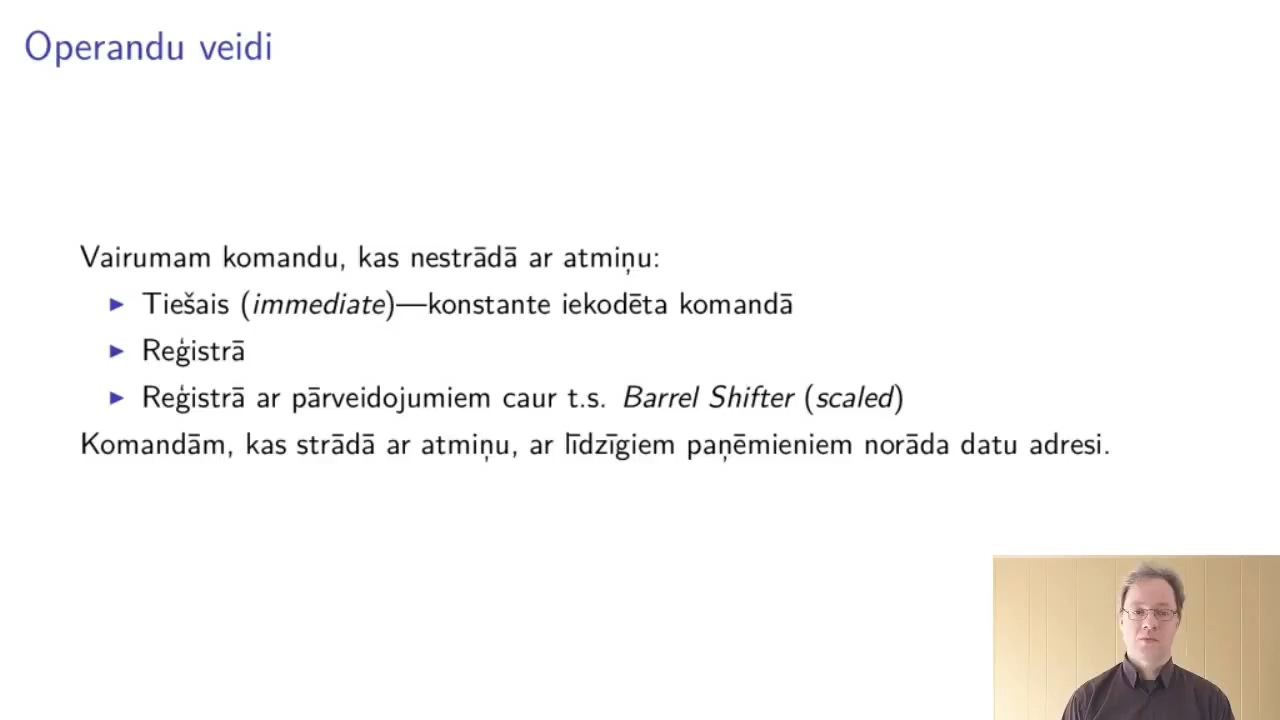 Operandu veidi
Vairumam komandu, kas nestrādā ar atmiņu:
▶ Tiešais (immediate)—konstante iekodēta komandā
▶ Reģistrā
▶ Reģistrā ar pārveidojumiem caur t.s. Barrel Shifter (scaled)
Komandām, kas strādā ar atmiņu, ar līdzīgiem paņēmieniem norāda datu adresi.